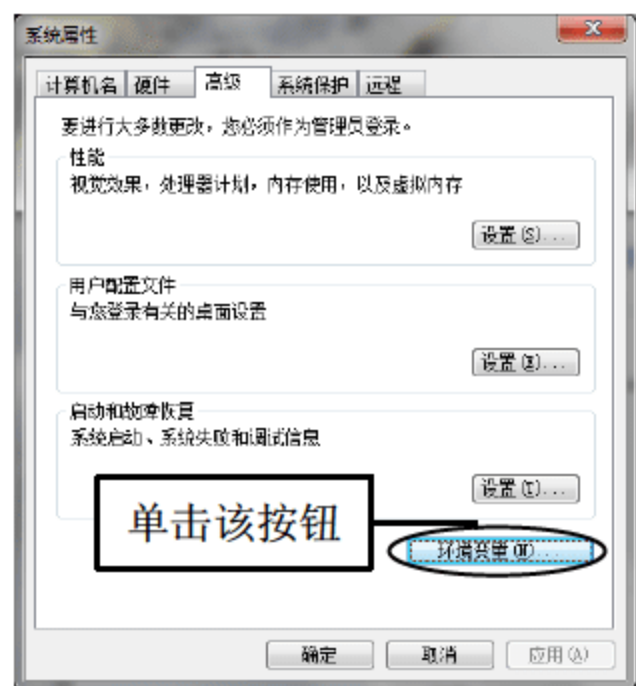 系统属性
计算机名 硬件 高级 系统保护 远程
要进行大多数更改，您必须作为管理员登录。
性能
视觉效果，处理器计划，内存使用，以及虚拟内存
设置(S)...
用户配置文件
与您登录有关的桌面设置
设置(E)...
启动和故障恢复
系统启动、系统失败和调试信息
设置(T)...
单击该按钮
环境变量(N)...
确定 取消 应用(A)